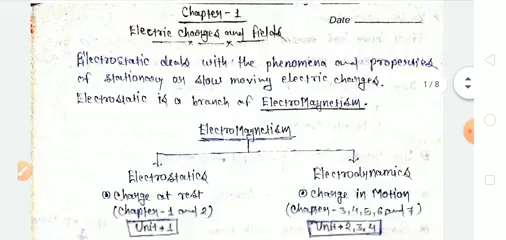 Chapter-1
Date
Electric charges and fields
Electrostatic deals with the phenomena and properties
of stationary or slow moving electric charges.
1/8
Electrostatic is a branch of ElectroMagnetism.
ElectroMagnetism
Electrostatics
Electrodynamics
Charge at rest
Charge in Motion
(Chapter-1 and 2)
(Chapter-3,4,5,6 and 7)
Unit→1
Unit→2,3,4